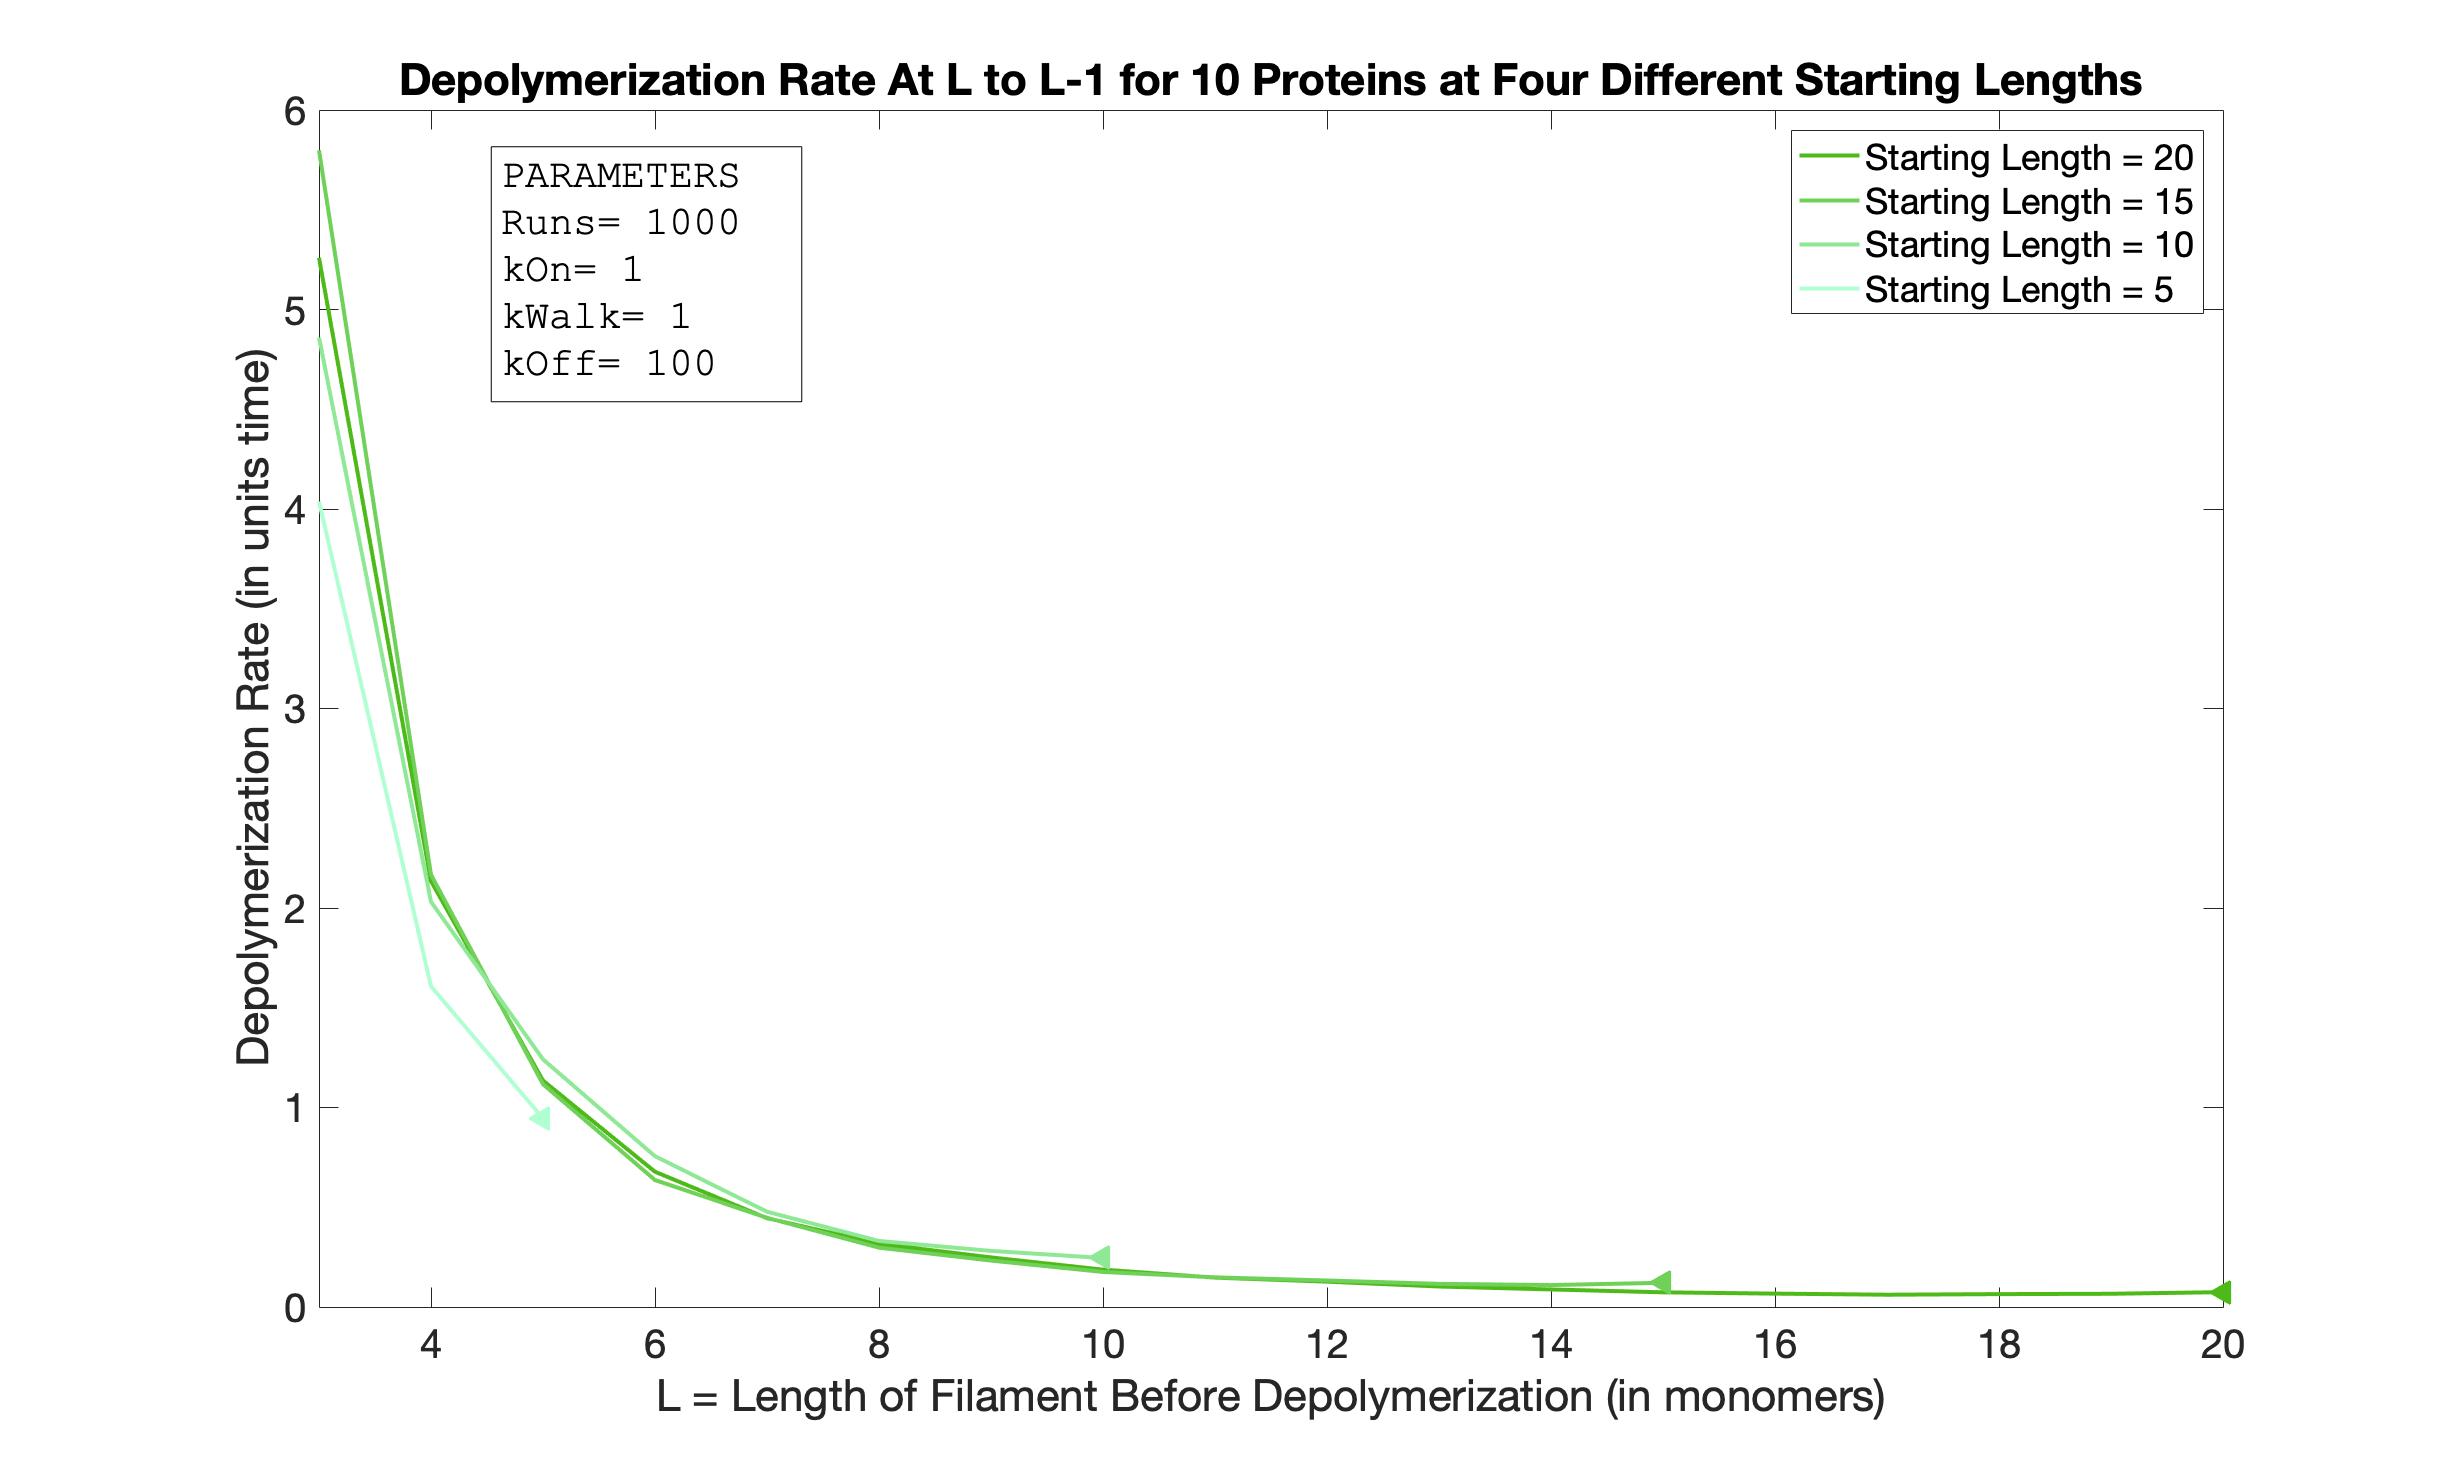 Depolymerization Rate At L to L-1 for 10 Proteins at Four Different Starting Lengths
6
5
4
3
2
1
0
Depolymerization Rate (in units time)
PARAMETERS
Runs= 1000
kOn= 1
kWalk= 1
kOff= 100
Starting Length = 20
Starting Length = 15
Starting Length = 10
Starting Length = 5
4 6 8 10 12 14 16 18 20
L = Length of Filament Before Depolymerization (in monomers)